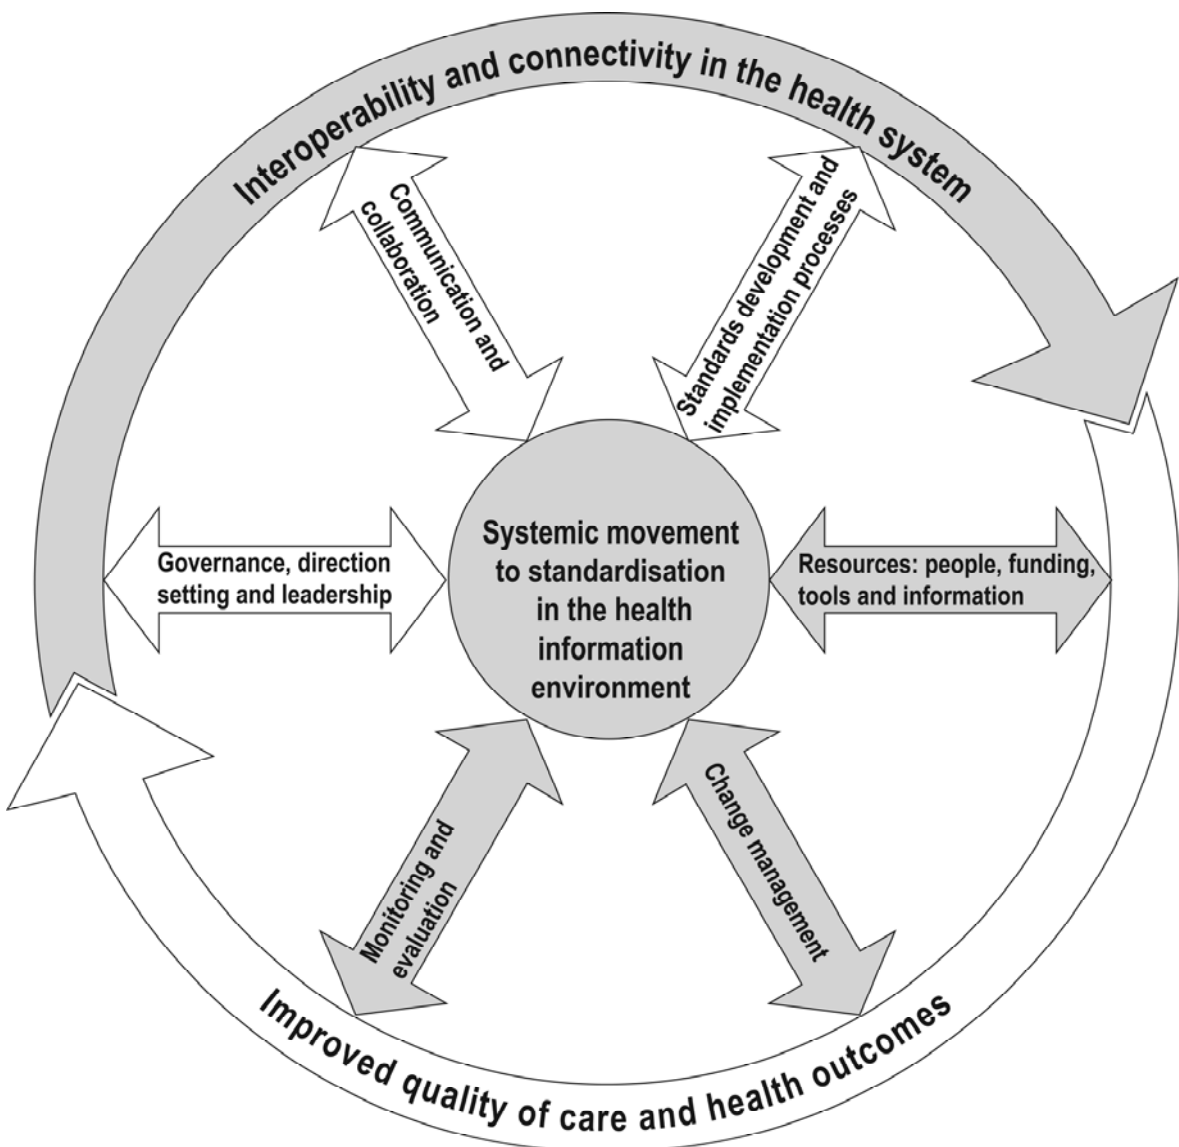 Interoperability and connectivity in the health system
Communication and
collaboration
Standards development and
implementation processes
Governance, direction
setting and leadership
Systemic movement
to standardisation
in the health
information
environment
Resources: people, funding,
tools and information
Monitoring and
evaluation
Change management
Improved quality of care and health outcomes